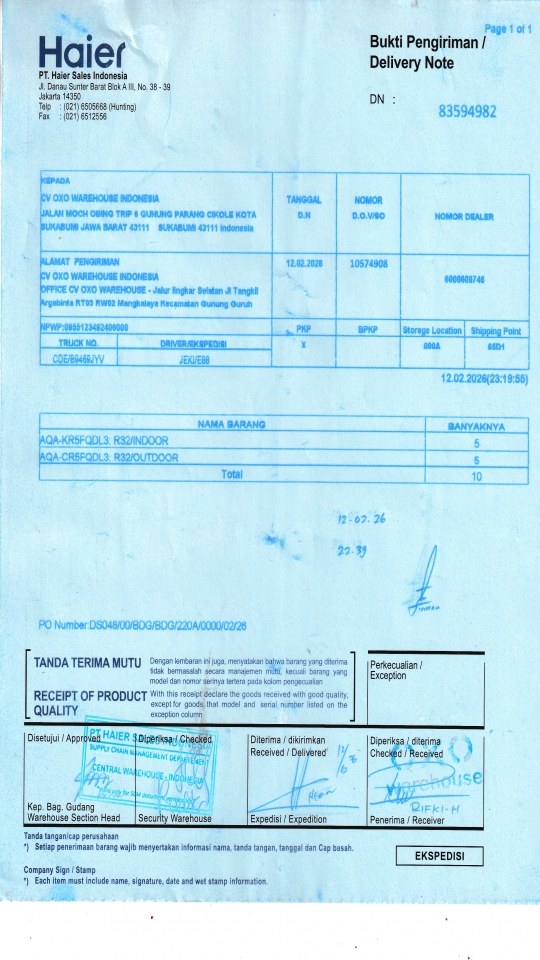 Page 1 of 1
Haier
PT. Haier Sales Indonesia
Jl. Danau Sunter Barat Blok A III, No. 38 - 39
Jakarta 14350
Telp : (021) 6505668 (Hunting)
Fax : (021) 6512556
Bukti Pengiriman /
Delivery Note
DN :
83594982
KEPADA
CV OXO WAREHOUSE INDONESIA
JALAN MOCH OBING TRIP 6 GUNUNG PARANG CIKOLE KOTA
SUKABUMI JAWA BARAT 43111 SUKABUMI 43111 Indonesia
TANGGAL
D.N
NOMOR
D.O.V/SO
NOMOR DEALER
ALAMAT PENGIRIMAN
CV OXO WAREHOUSE INDONESIA
OFFICE CV OXO WAREHOUSE - Jalur lingkar Selatan Jl Tangkil
Argabinta RT03 RW02 Mangkalaya Kecamatan Gunung Guruh
12.02.2026
10574908
NPWP:
PKP
BPKP
Storege Location
Shipping Point
TRUCK NO.
DRIVER/EKSPEDISI
X
000A
65D1
JEKI/E86
12.02.2026(23:19:55)
NAMA BARANG
BANYAKNYA
AQA-KR5FQDL3: R32/INDOOR
5
AQA-CR5FQDL3: R32/OUTDOOR
5
Total
10
12-02-26
PO Number:DS048/00/BDG/BDG/220A/0000/02/26
TANDA TERIMA MUTU
Dengan lembaran ini juga, menyatakan bahwa barang yang diterima
tidak bermasalah secara manajemen mutu, kecuali barang yang
model dan nomor serinya tertera pada kolom pengecualian
RECEIPT OF PRODUCT
QUALITY
With this receipt declare the goods received with good quality,
except for goods that model and serial number listed on the
exception column
Perkecualian /
Exception
Disetujui / Approved
Diperiksa / Checked
Diterima / dikirimkan
Received / Delivered
Diperiksa / diterima
Checked / Received
PT HAIER SALES INDONESIA
SUPPLY CHAIN MANAGEMENT DEPARTEMENT
CENTRAL WAREHOUSE - INDONESIA
OXO
Warehouse
RIFKI-H
Kep. Bag. Gudang
Warehouse Section Head
Security Warehouse
Expedisi / Expedition
Penerima / Receiver
Tanda tangan/cap perusahaan
*) Setiap penerimaan barang wajib menyertakan informasi nama, tanda tangan, tanggal dan Cap basah.
EKSPEDISI
Company Sign / Stamp
*) Each item must include name, signature, date and wet stamp information.